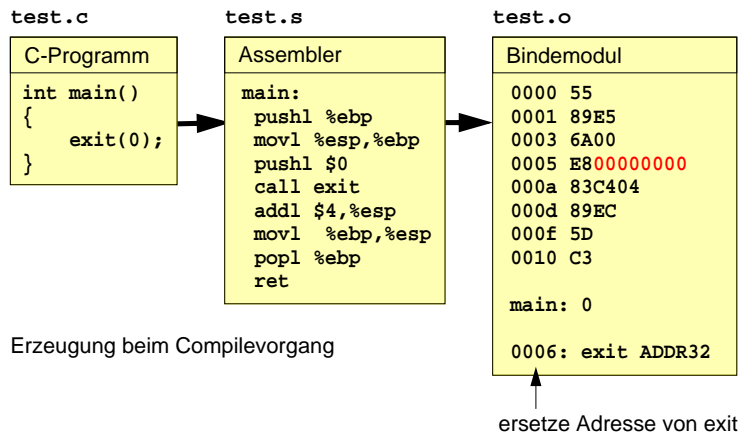 test.c
C-Programm
int main()
{
exit(0);
}
test.s
Assembler
main:
pushl %ebp
movl %esp,%ebp
pushl $0
call exit
addl $4,%esp
movl  %ebp,%esp
popl %ebp
ret
test.o
Bindemodul
0000 55
0001 89E5
0003 6A00
0005 E800000000
000a 83C404
000d 89EC
000f 5D
0010 C3
main: 0
0006: exit ADDR32
Erzeugung beim Compilevorgang
ersetze Adresse von exit